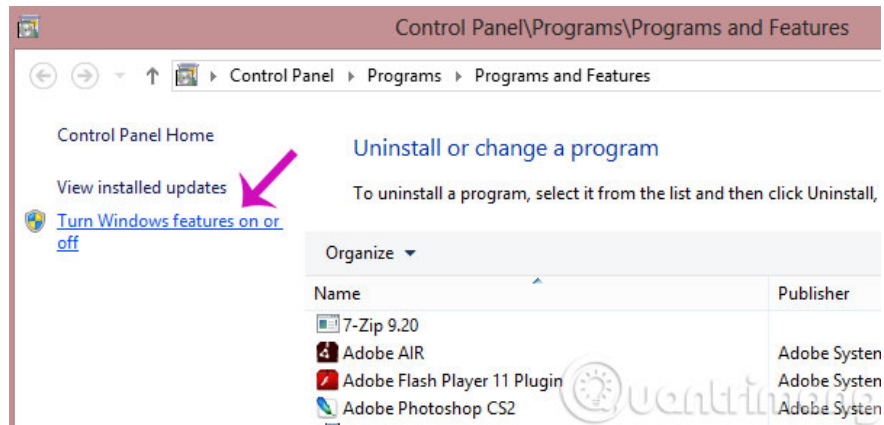 Control Panel\Programs\Programs and Features
Control Panel Programs Programs and Features
Control Panel Home
View installed updates
Turn Windows features on or
off
Uninstall or change a program
To uninstall a program, select it from the list and then click Uninstall,
Organize
Name Publisher
7-Zip 9.20
Adobe AIR Adobe System
Adobe Flash Player 11 Plugin Adobe System
Adobe Photoshop CS2 Adobe System
Quantrimang